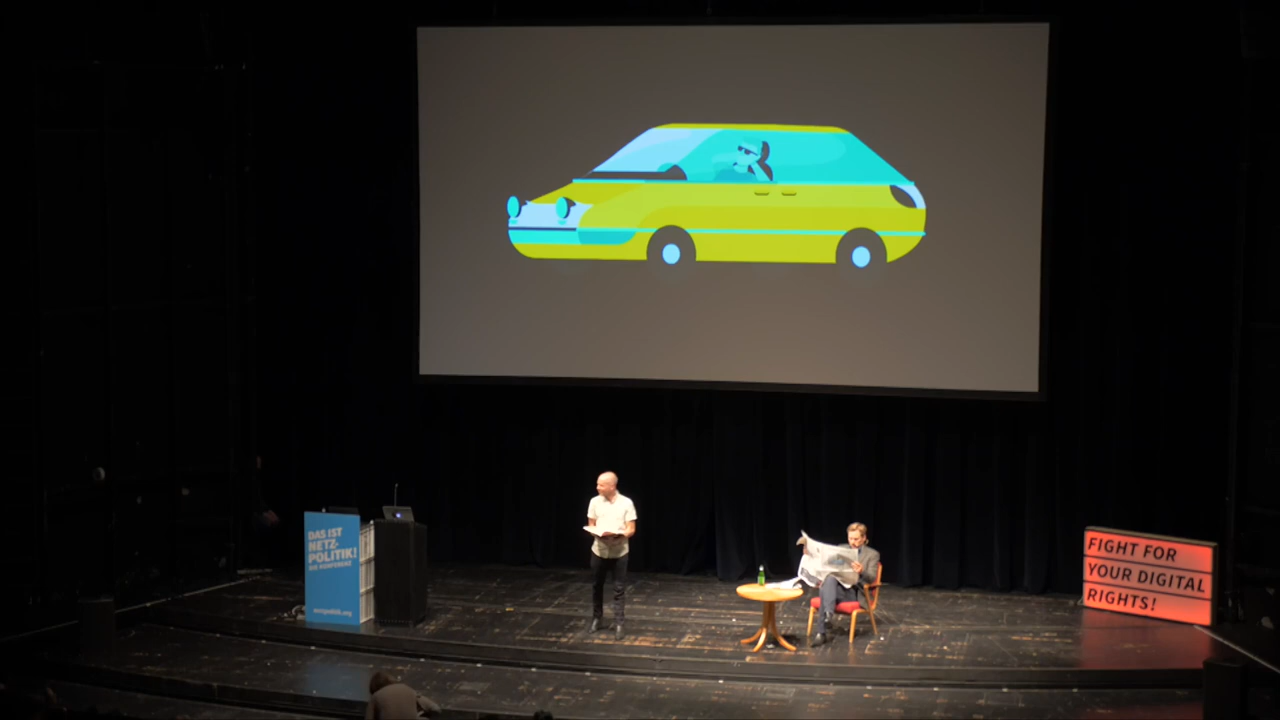 DAS IST
NETZ-
POLITIK!
DIE KONFERENZ
netzpolitik.org
FIGHT FOR
YOUR DIGITAL
RIGHTS!